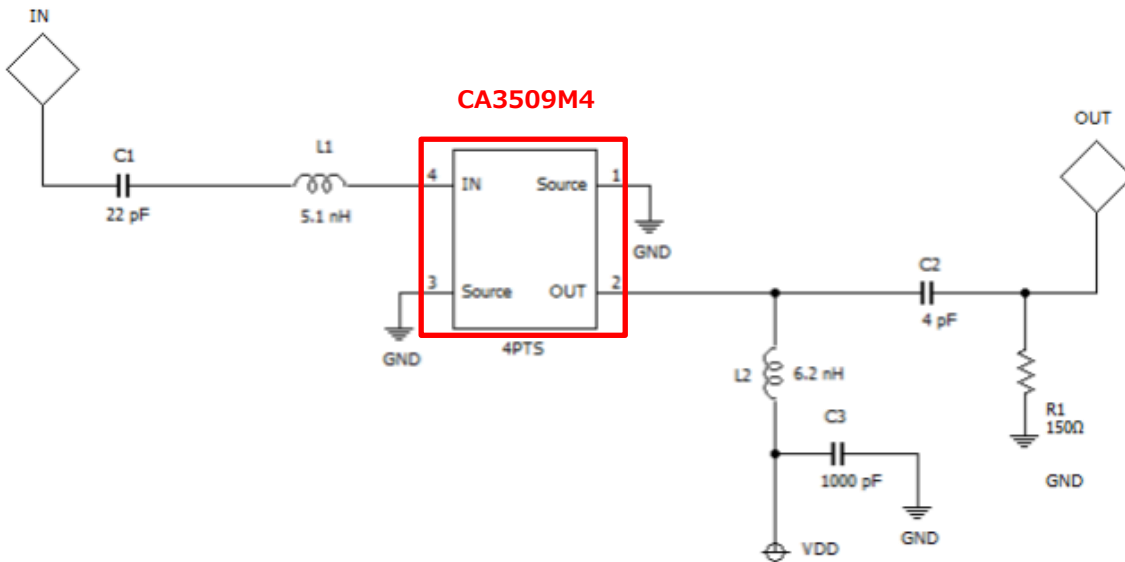 IN
CA3509M4
OUT
C1
22 pF
L1
5.1 nH
4
IN
Source
1
GND
3
Source
OUT
2
GND
4PTS
C2
4 pF
L2
6.2 nH
R1
150Ω
GND
C3
1000 pF
GND
VDD